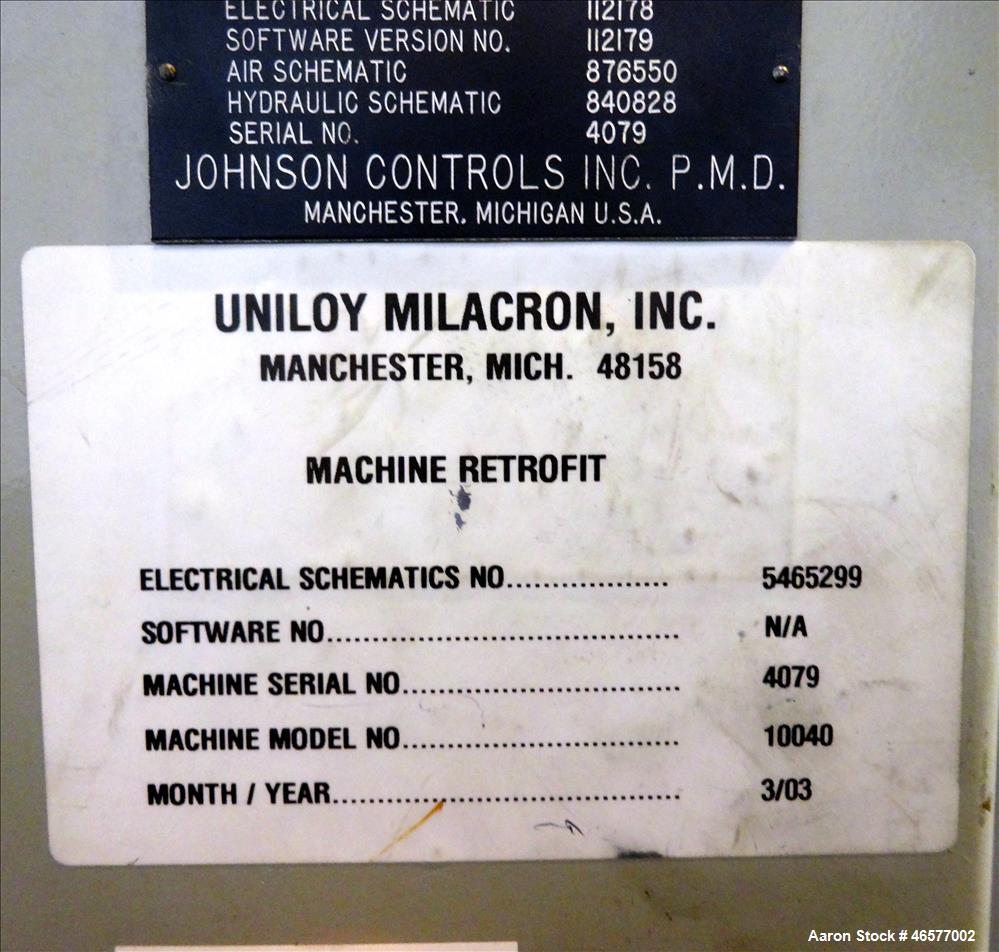 ELECTRICAL SCHEMATIC 112178
SOFTWARE VERSION NO. 112179
AIR SCHEMATIC 876550
HYDRAULIC SCHEMATIC 840828
SERIAL NO. 4079
JOHNSON CONTROLS INC. P.M.D.
MANCHESTER. MICHIGAN U.S.A.
UNILOY MILACRON, INC.
MANCHESTER, MICH. 48158
MACHINE RETROFIT
ELECTRICAL SCHEMATICS NO.................. 5465299
SOFTWARE NO...................................... N/A
MACHINE SERIAL NO.............................. 4079
MACHINE MODEL NO.............................. 10040
MONTH / YEAR...................................... 3/03
Aaron Stock # 46577002